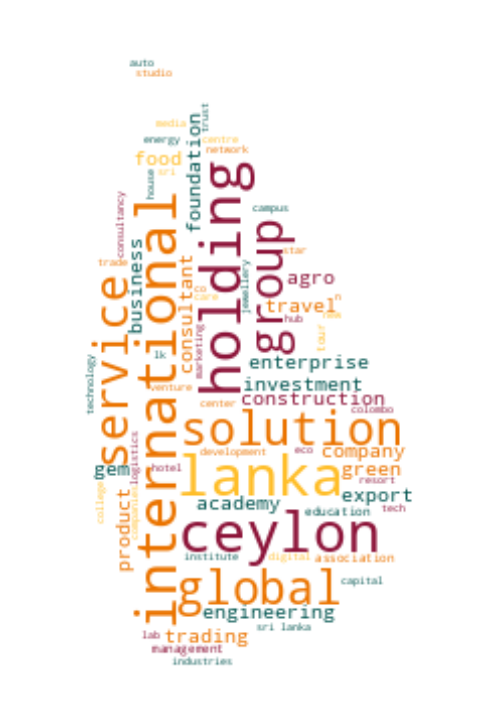 auto
studio
trust
media
foundation
energy
centre
network
food
sri
house
holding
international
consultancy
campus
group
business
star
consultant
trade
jewellery
agro
service
co
care
travel
n
new
hub
tour
marketing
lk
enterprise
technology
venture
investment
construction
center
colombo
solution
logistics
development
eco
company
gem
hotel
lanka
green
resort
college
companies
product
export
academy
tech
education
ceylon
institute
digital
association
global
capital
engineering
sri lanka
lab
trading
management
industries